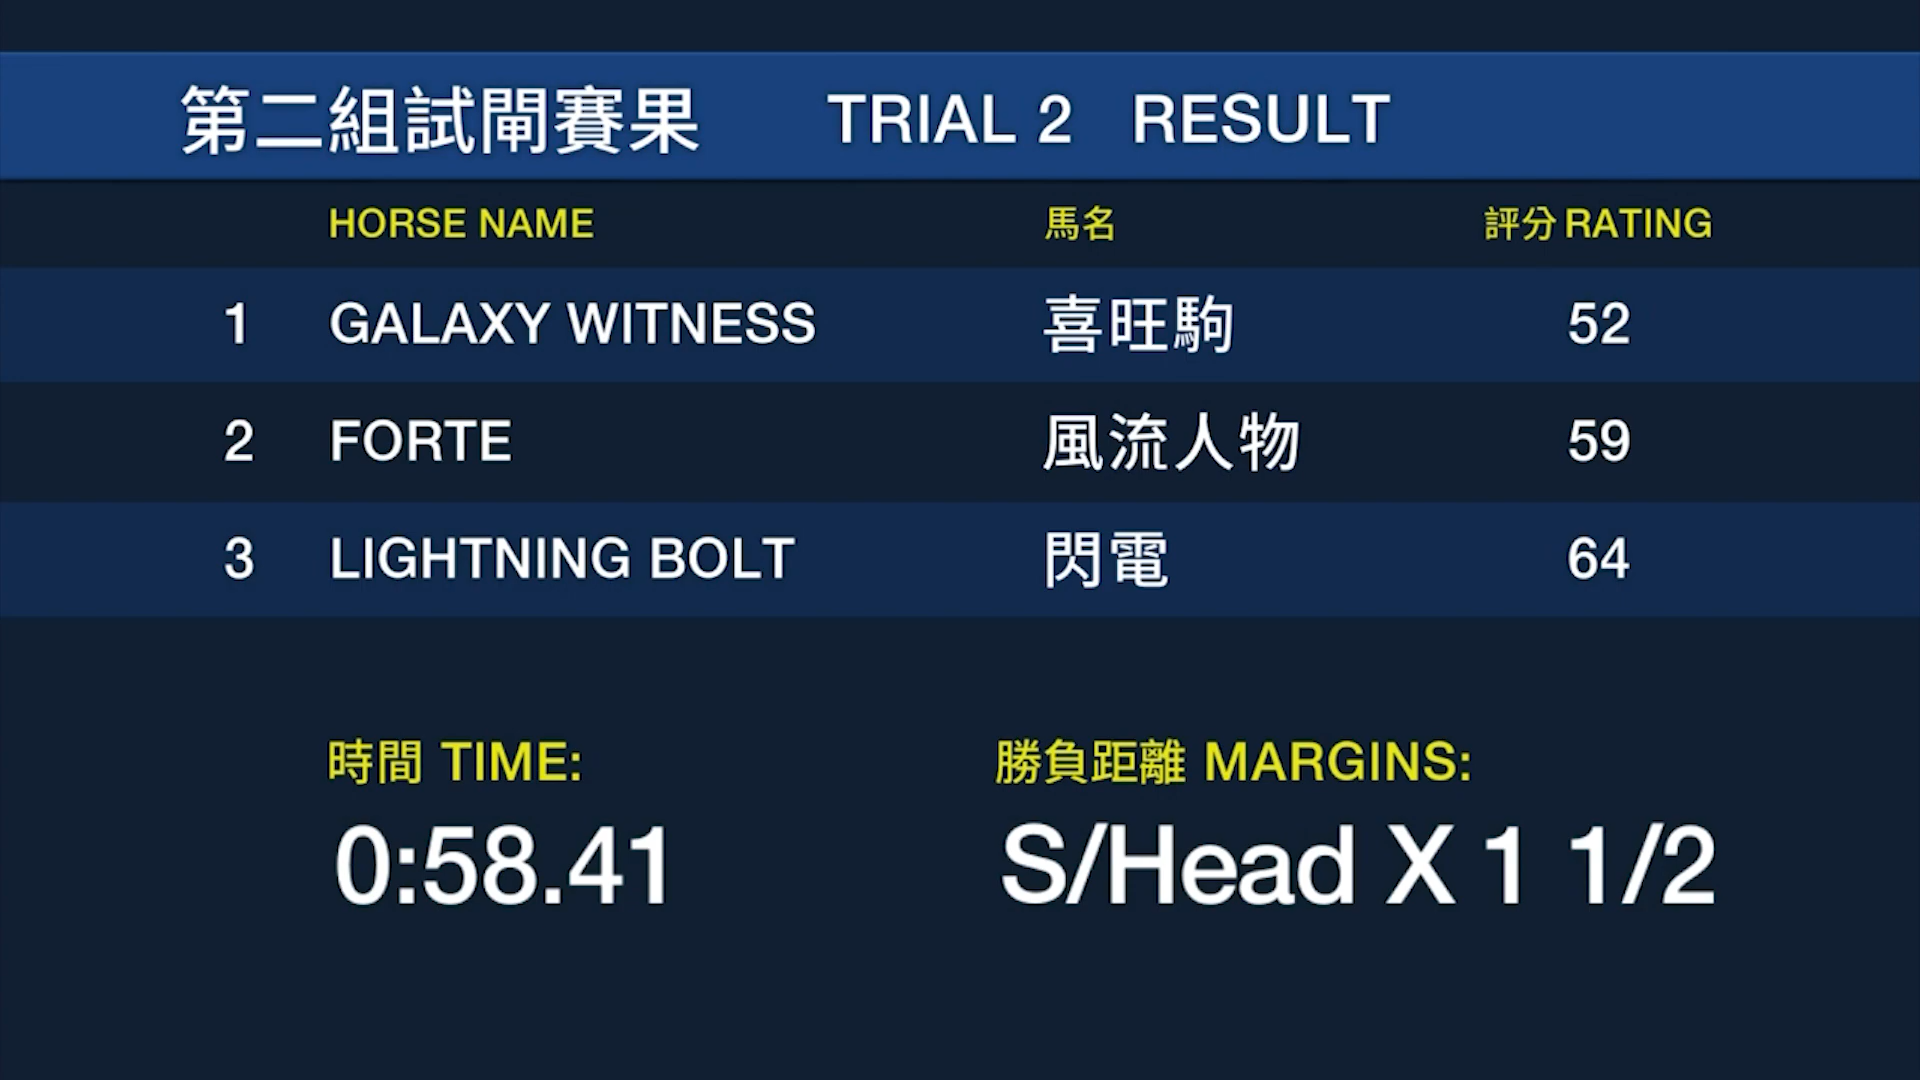 第二組試閘賽果 TRIAL 2 RESULT
HORSE NAME 馬名 評分 RATING
1 GALAXY WITNESS 喜旺駒 52
2 FORTE 風流人物 59
3 LIGHTNING BOLT 閃電 64
時間 TIME: 勝負距離 MARGINS:
0:58.41 S/Head X 1 1/2